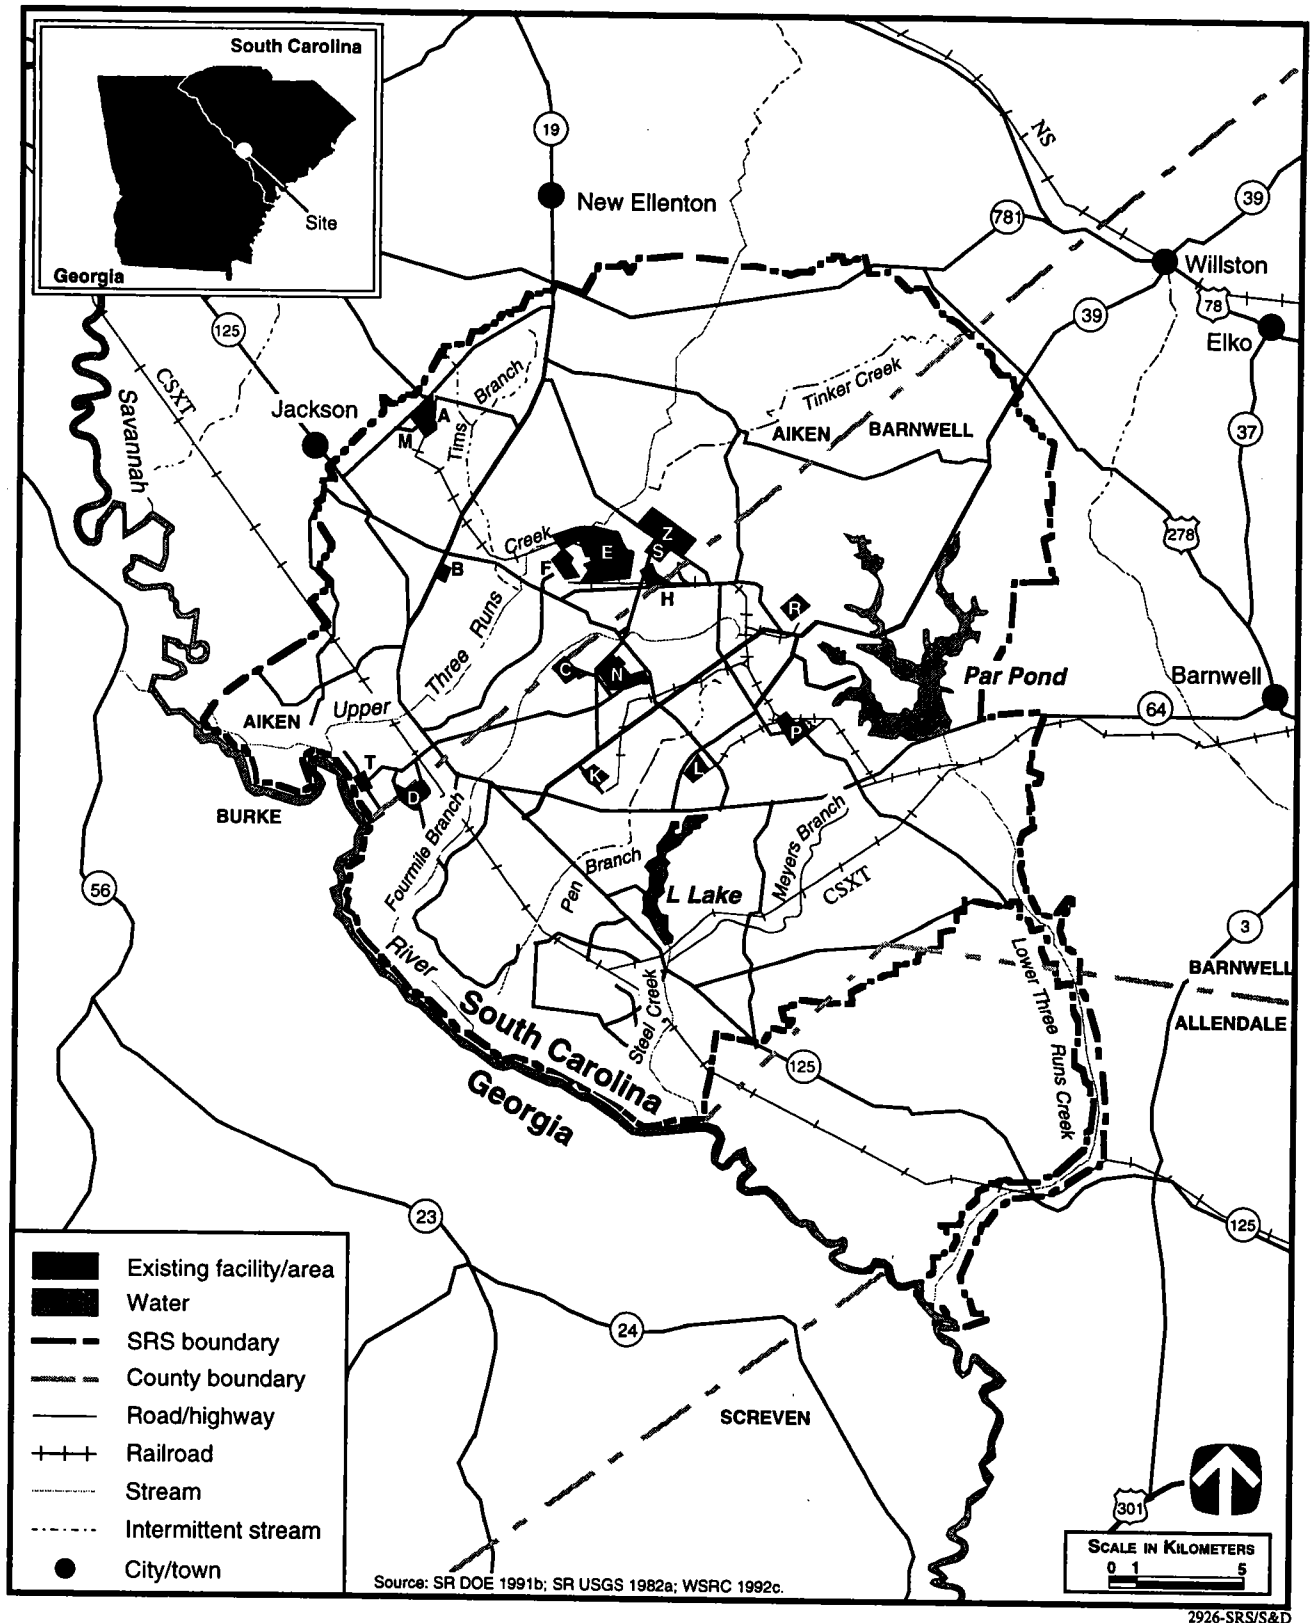 South Carolina
Site
Georgia
19
New Ellenton
NS
39
781
Willston
78
Elko
39
125
CSXT
Savannah
Jackson
A
M
Tims
Branch
Tinker Creek
AIKEN
BARNWELL
37
278
Creek
Z
S
E
F
B
H
R
Three
Runs
Upper
C
N
Par Pond
Barnwell
64
AIKEN
P
T
K
L
D
BURKE
Fourmile Branch
Branch
Pen
Meyers Branch
CSXT
L Lake
56
3
River
BARNWELL
ALLENDALE
Lower Three Runs Creek
South Carolina
Georgia
Steel Creek
125
23
125
24
SCREVEN
301
Existing facility/area
Water
SRS boundary
County boundary
Road/highway
Railroad
Stream
Intermittent stream
City/town
Source: SR DOE 1991b; SR USGS 1982a; WSRC 1992c.
SCALE IN KILOMETERS
0 1 5
2926-SRS/S&D